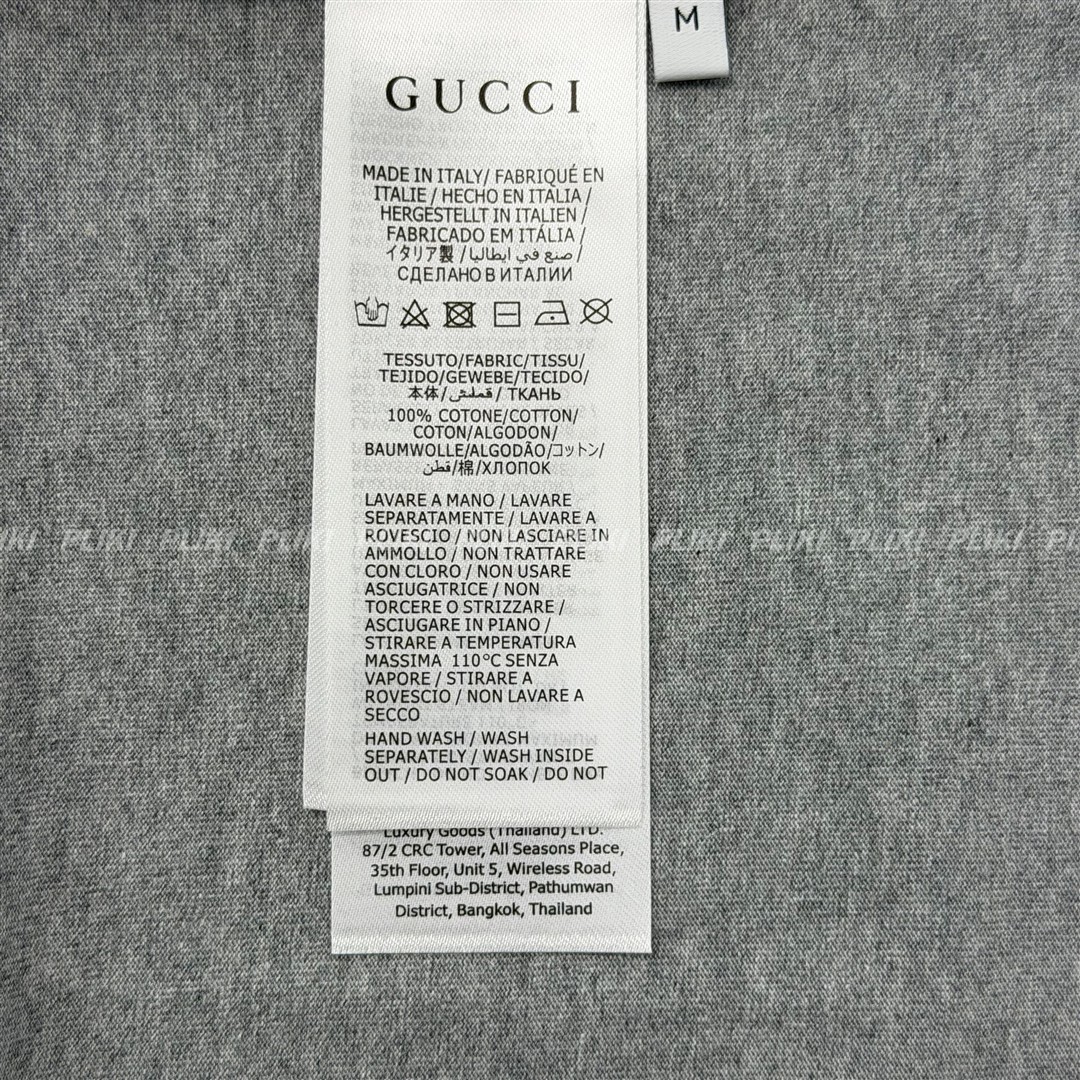 M
GUCCI
MADE IN ITALY/ FABRIQUÉ EN
ITALIE / HECHO EN ITALIA /
HERGESTELLT IN ITALIEN /
FABRICADO EM ITÁLIA /
イタリア製 / صنع في ايطاليا /
СДЕЛАНО В ИТАЛИИ
TESSUTO/FABRIC/TISSU/
TEJIDO/GEWEBE/TECIDO/
本体/قماش/ ТКАНЬ
100% COTONE/COTTON/
COTON/ALGODON/
BAUMWOLLE/ALGODÃO/コットン/
قطن/棉/ХЛОПОК
LAVARE A MANO / LAVARE
SEPARATAMENTE / LAVARE A
ROVESCIO / NON LASCIARE IN
AMMOLLO / NON TRATTARE
CON CLORO / NON USARE
ASCIUGATRICE / NON
TORCERE O STRIZZARE /
ASCIUGARE IN PIANO /
STIRARE A TEMPERATURA
MASSIMA 110°C SENZA
VAPORE / STIRARE A
ROVESCIO / NON LAVARE A
SECCO
HAND WASH / WASH
SEPARATELY / WASH INSIDE
OUT / DO NOT SOAK / DO NOT
Luxury Goods (Thailand) LTD.
87/2 CRC Tower, All Seasons Place,
35th Floor, Unit 5, Wireless Road,
Lumpini Sub-District, Pathumwan
District, Bangkok, Thailand